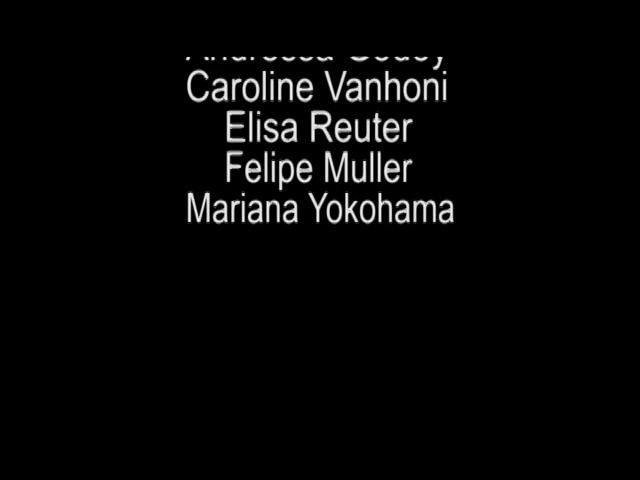 Caroline Vanhoni
Elisa Reuter
Felipe Muller
Mariana Yokohama